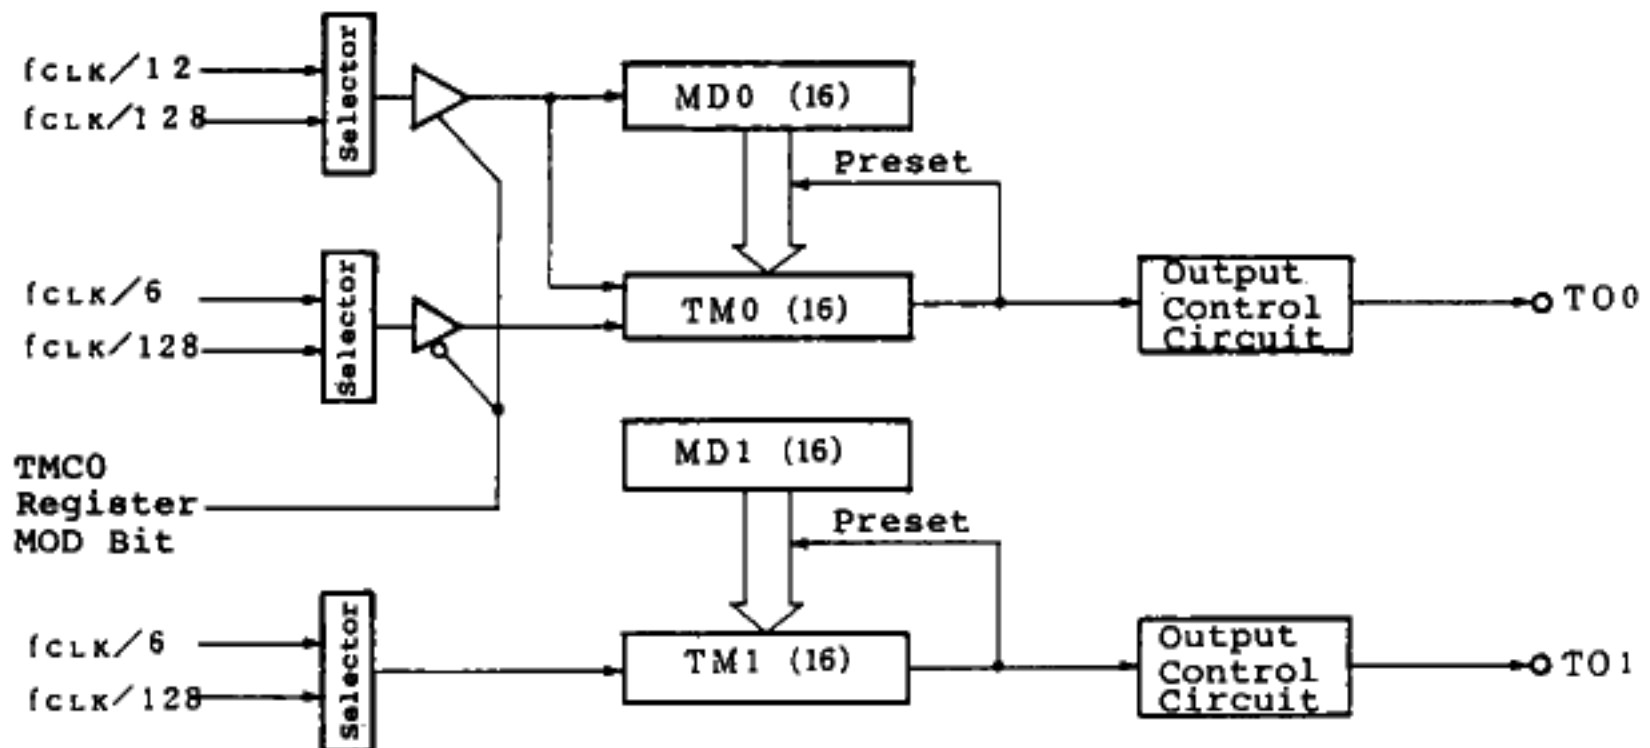 fCLK/12
fCLK/128
Selector
MD0 (16)
Preset
fCLK/6
fCLK/128
Selector
TM0 (16)
Output
Control
Circuit
TO0
TMC0
Register
MOD Bit
MD1 (16)
Preset
fCLK/6
fCLK/128
Selector
TM1 (16)
Output
Control
Circuit
TO1